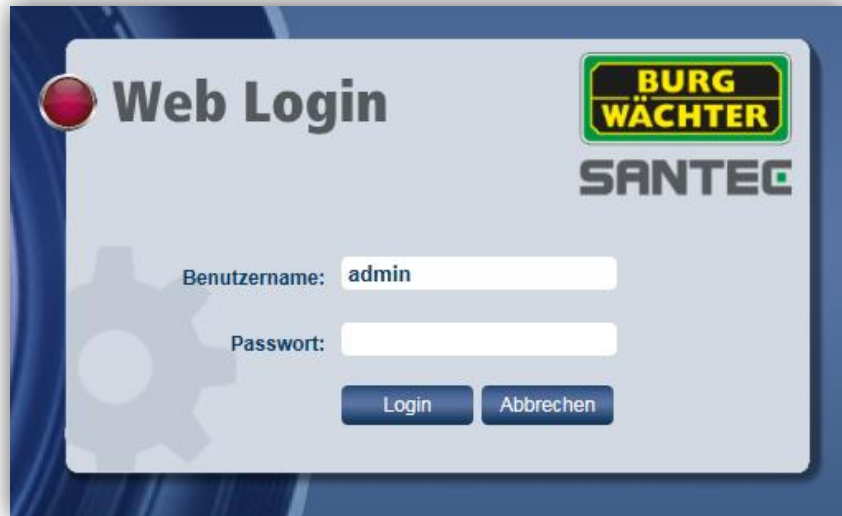 Web Login
BURG
WÄCHTER
SANTEC
Benutzername: admin
Passwort:
Login Abbrechen